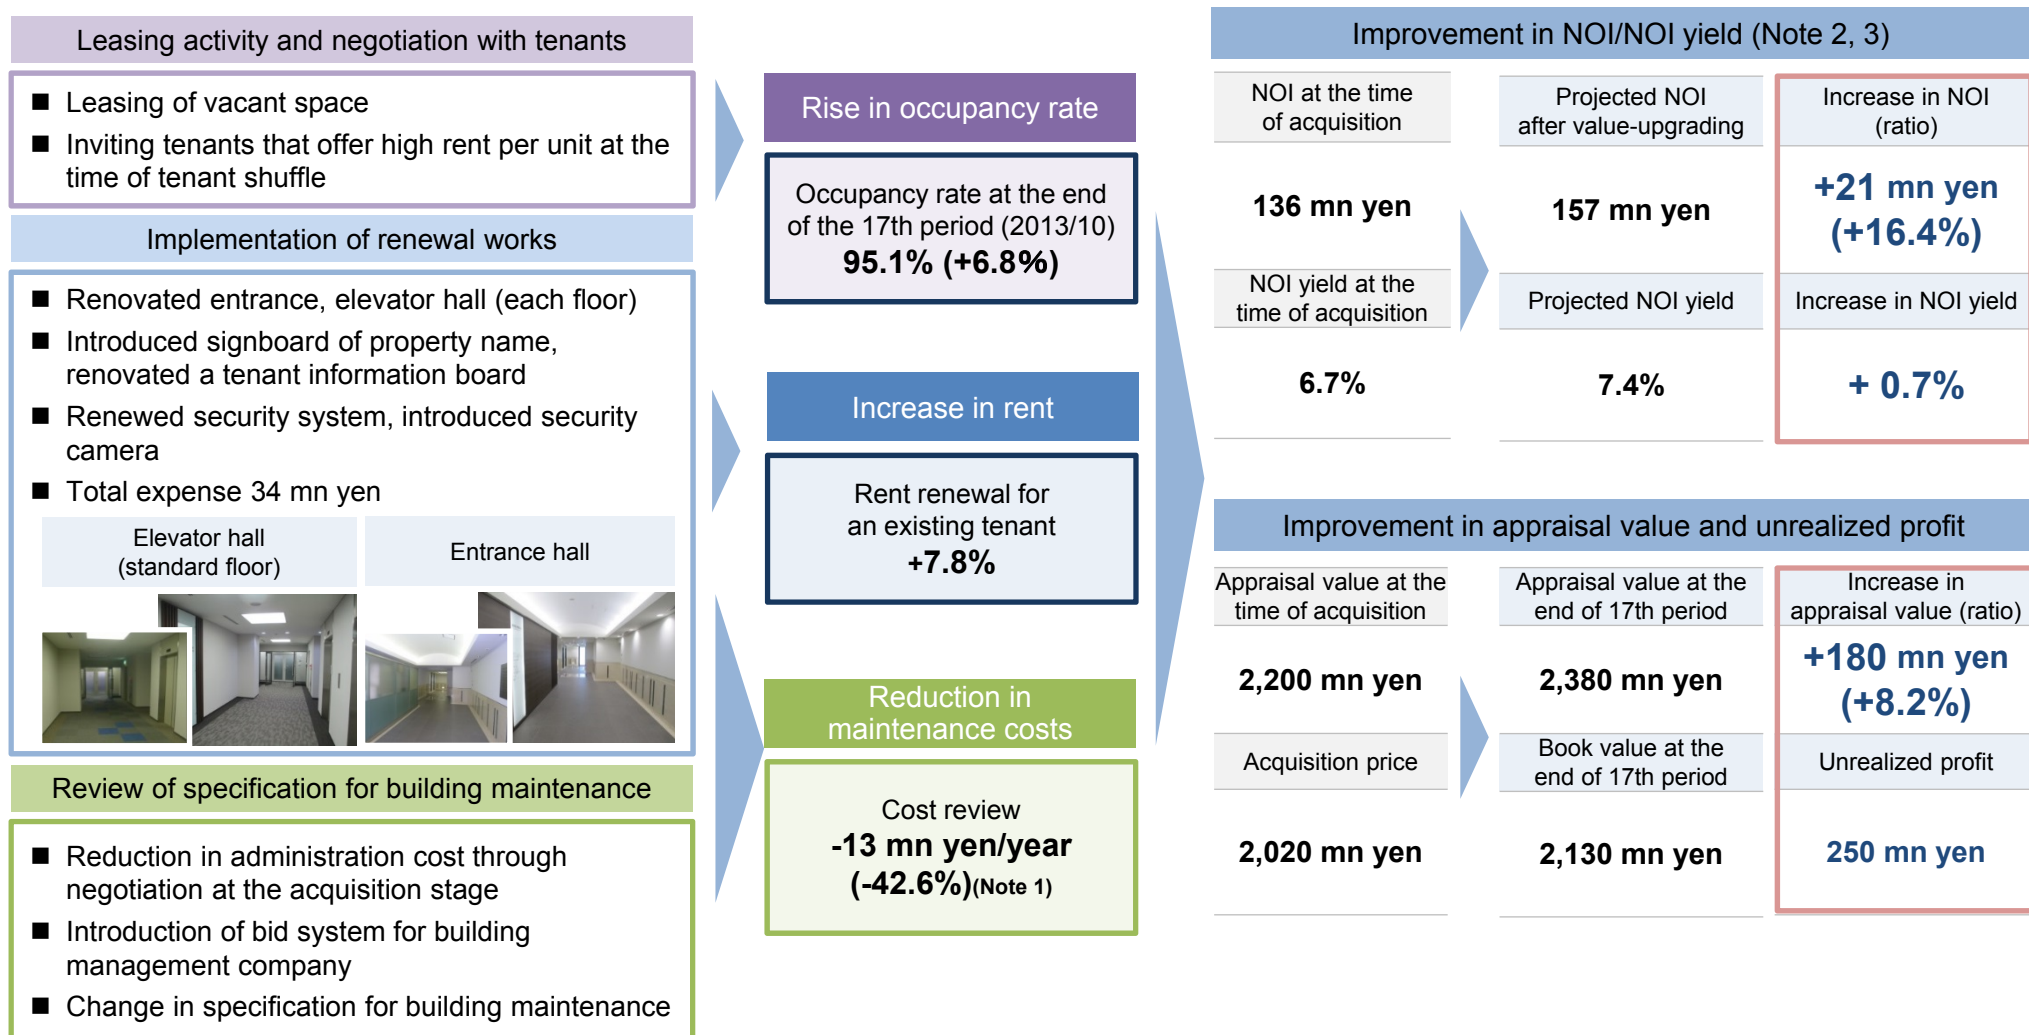 Leasing activity and negotiation with tenants
■ Leasing of vacant space
■ Inviting tenants that offer high rent per unit at the
time of tenant shuffle
Implementation of renewal works
■ Renovated entrance, elevator hall (each floor)
■ Introduced signboard of property name,
renovated a tenant information board
■ Renewed security system, introduced security
camera
■ Total expense 34 mn yen
Elevator hall
(standard floor)
Entrance hall
Review of specification for building maintenance
■ Reduction in administration cost through
negotiation at the acquisition stage
■ Introduction of bid system for building
management company
■ Change in specification for building maintenance
Rise in occupancy rate
Occupancy rate at the end
of the 17th period (2013/10)
95.1% (+6.8%)
Increase in rent
Rent renewal for
an existing tenant
+7.8%
Reduction in
maintenance costs
Cost review
-13 mn yen/year
(-42.6%)(Note 1)
Improvement in NOI/NOI yield (Note 2, 3)
NOI at the time
of acquisition
Projected NOI
after value-upgrading
Increase in NOI
(ratio)
136 mn yen
157 mn yen
+21 mn yen
(+16.4%)
NOI yield at the
time of acquisition
Projected NOI yield
Increase in NOI yield
6.7%
7.4%
+ 0.7%
Improvement in appraisal value and unrealized profit
Appraisal value at the
time of acquisition
Appraisal value at the
end of 17th period
Increase in
appraisal value (ratio)
2,200 mn yen
2,380 mn yen
+180 mn yen
(+8.2%)
Acquisition price
Book value at the
end of 17th period
Unrealized profit
2,020 mn yen
2,130 mn yen
250 mn yen